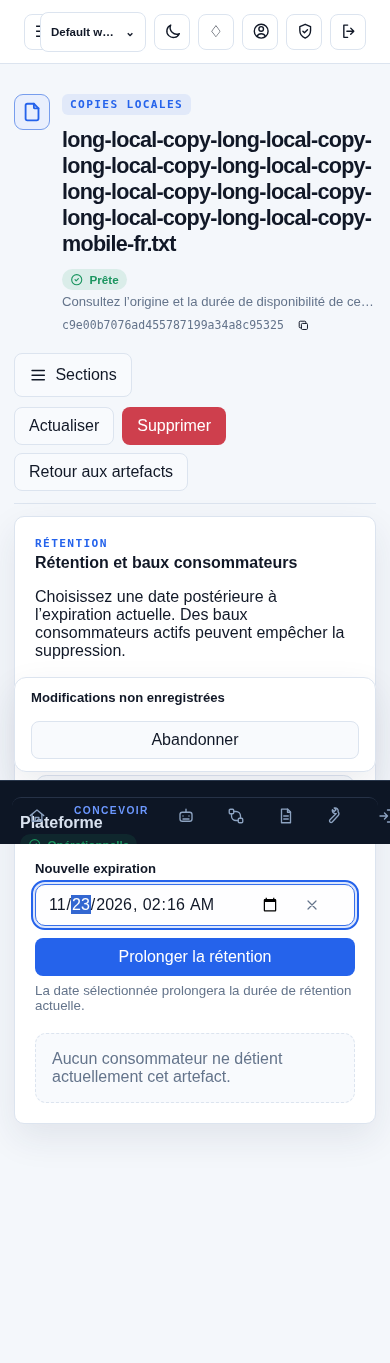 Default w… ⌄
COPIES LOCALES
long-local-copy-long-local-copy-
long-local-copy-long-local-copy-
long-local-copy-long-local-copy-
long-local-copy-long-local-copy-
mobile-fr.txt
Prête
Consultez l’origine et la durée de disponibilité de ce…
c9e00b7076ad455787199a34a8c95325
Sections
Actualiser
Supprimer
Retour aux artefacts
RÉTENTION
Rétention et baux consommateurs
Choisissez une date postérieure à
l’expiration actuelle. Des baux
consommateurs actifs peuvent empêcher la
suppression.
Modifications non enregistrées
Abandonner
CONCEVOIR
Plateforme
Opérationnelle
Nouvelle expiration
11/23/2026, 02:16 AM
Prolonger la rétention
La date sélectionnée prolongera la durée de rétention
actuelle.
Aucun consommateur ne détient
actuellement cet artefact.